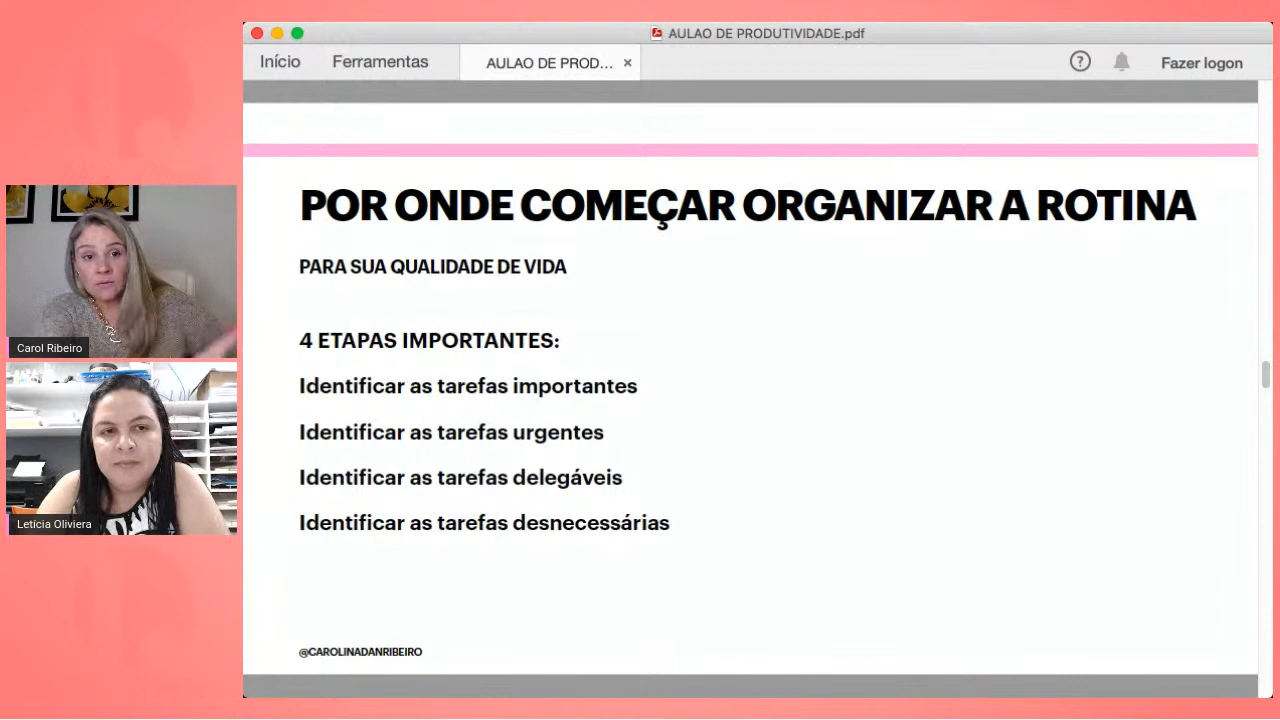 AULAO DE PRODUTIVIDADE.pdf
Início Ferramentas AULAO DE PROD... × ? Fazer logon
POR ONDE COMEÇAR ORGANIZAR A ROTINA
PARA SUA QUALIDADE DE VIDA
4 ETAPAS IMPORTANTES:
Identificar as tarefas importantes
Identificar as tarefas urgentes
Identificar as tarefas delegáveis
Identificar as tarefas desnecessárias
@CAROLINADANRIBEIRO
Carol Ribeiro
Letícia Oliviera